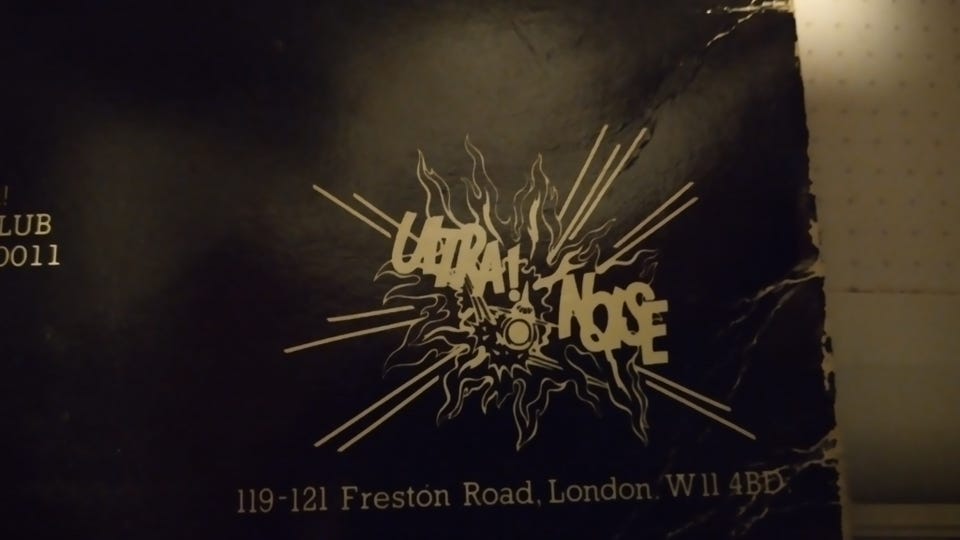 !
LUB
0011
ULTRA!
NOISE
119-121 Freston Road, London. W11 4BD